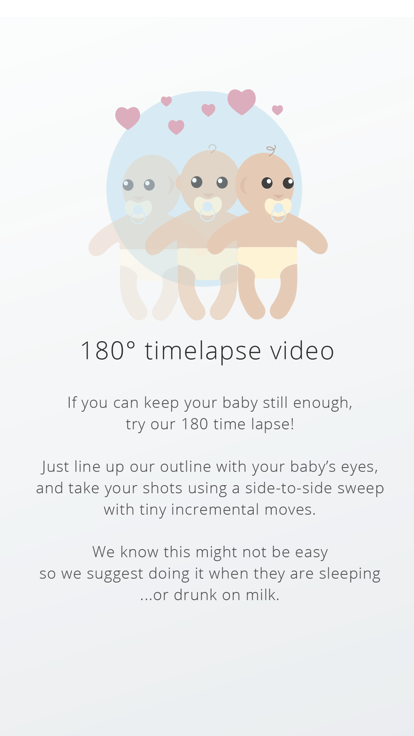 180° timelapse video
If you can keep your baby still enough,
try our 180 time lapse!
Just line up our outline with your baby’s eyes,
and take your shots using a side-to-side sweep
with tiny incremental moves.
We know this might not be easy
so we suggest doing it when they are sleeping
...or drunk on milk.